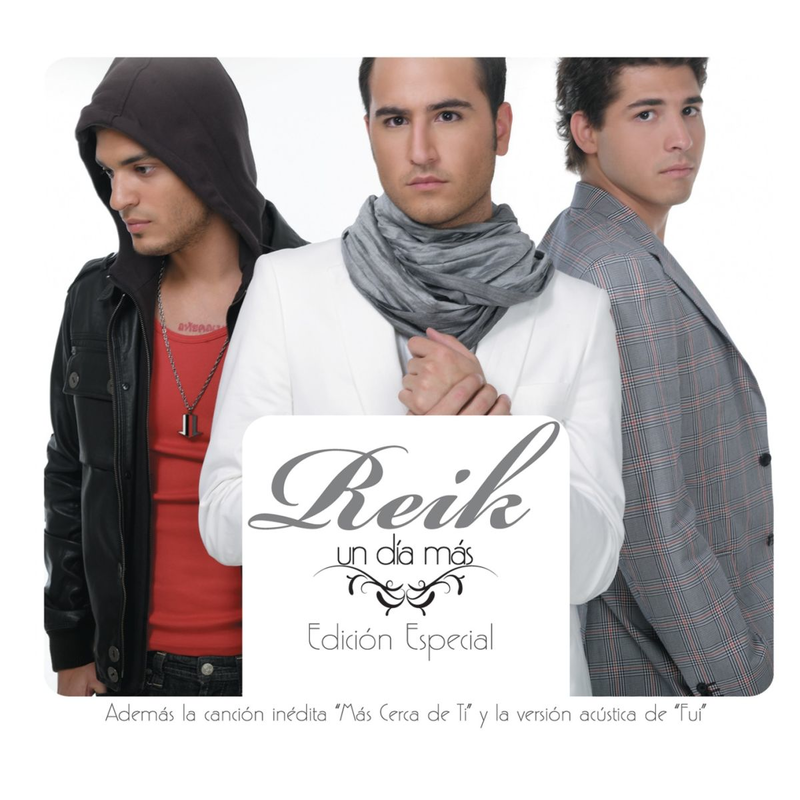 Reik
un día más
Edición Especial
Además la canción inédita "Más Cerca de Ti" y la versión acústica de "Fui"